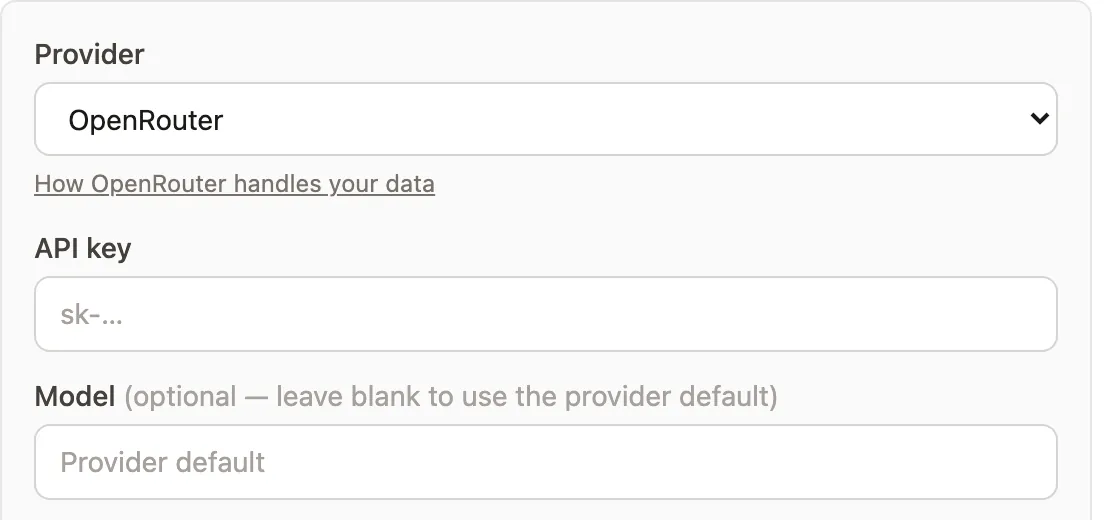 Provider
OpenRouter
How OpenRouter handles your data
API key
sk-...
Model (optional — leave blank to use the provider default)
Provider default